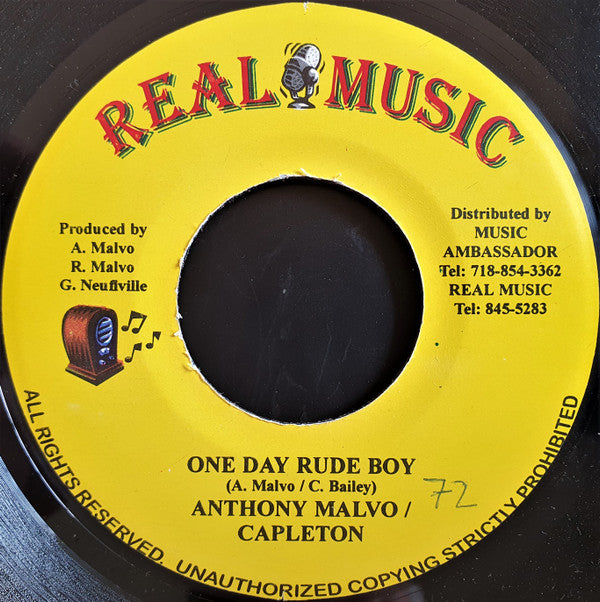 REAL MUSIC
Produced by
A. Malvo
R. Malvo
G. Neufville
Distributed by
MUSIC
AMBASSADOR
Tel: 718-854-3362
REAL MUSIC
Tel: 845-5283
ONE DAY RUDE BOY
(A. Malvo / C. Bailey)
ANTHONY MALVO /
CAPLETON
72
ALL RIGHTS RESERVED. UNAUTHORIZED COPYING STRICTLY PROHIBITED